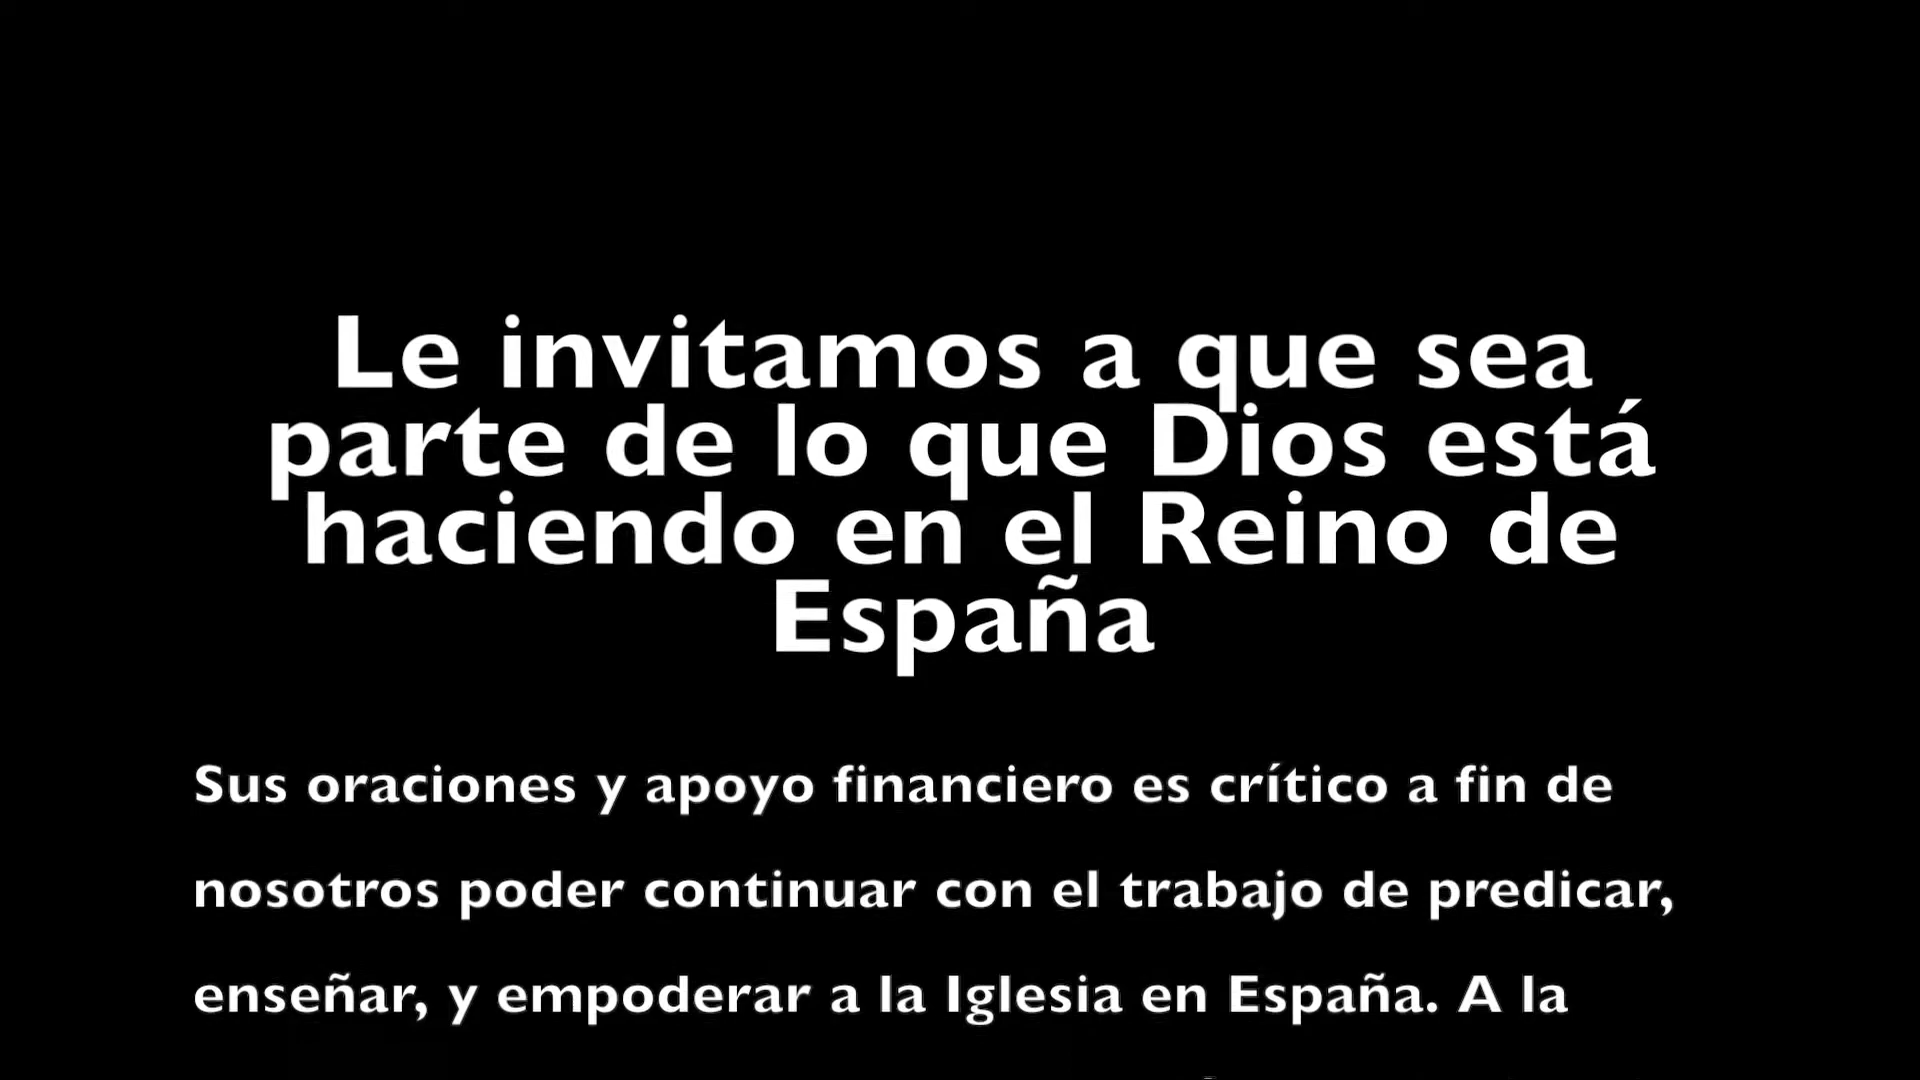 Le invitamos a que sea
parte de lo que Dios está
haciendo en el Reino de
España
Sus oraciones y apoyo financiero es crítico a fin de
nosotros poder continuar con el trabajo de predicar,
enseñar, y empoderar a la Iglesia en España. A la